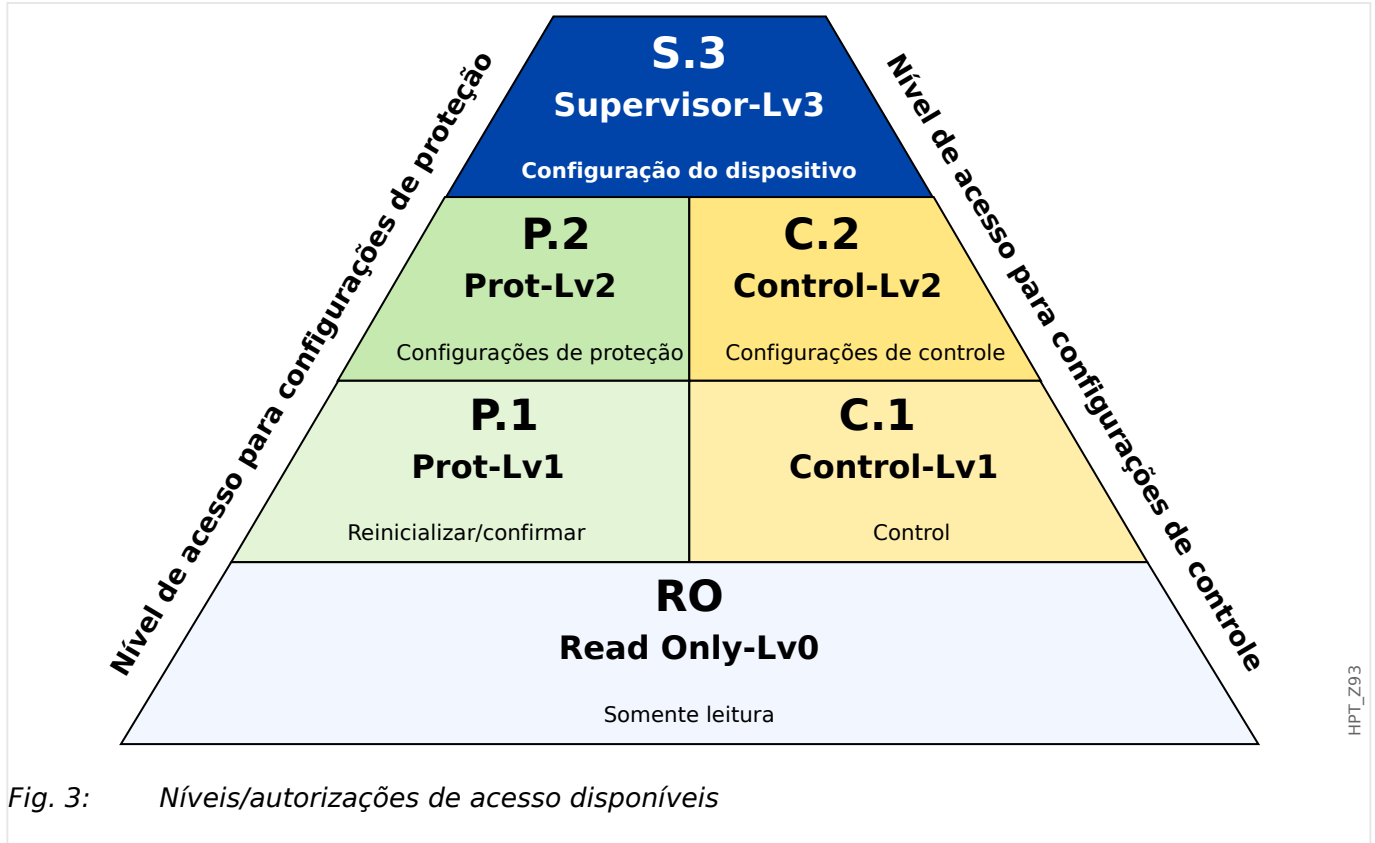 S.3
Supervisor-Lv3
Configuração do dispositivo
Nível de acesso para configurações de proteção
Nível de acesso para configurações de controle
P.2
Prot-Lv2
Configurações de proteção
C.2
Control-Lv2
Configurações de controle
P.1
Prot-Lv1
Reinicializar/confirmar
C.1
Control-Lv1
Control
RO
Read Only-Lv0
Somente leitura
HPT_Z93
Fig. 3: Níveis/autorizações de acesso disponíveis